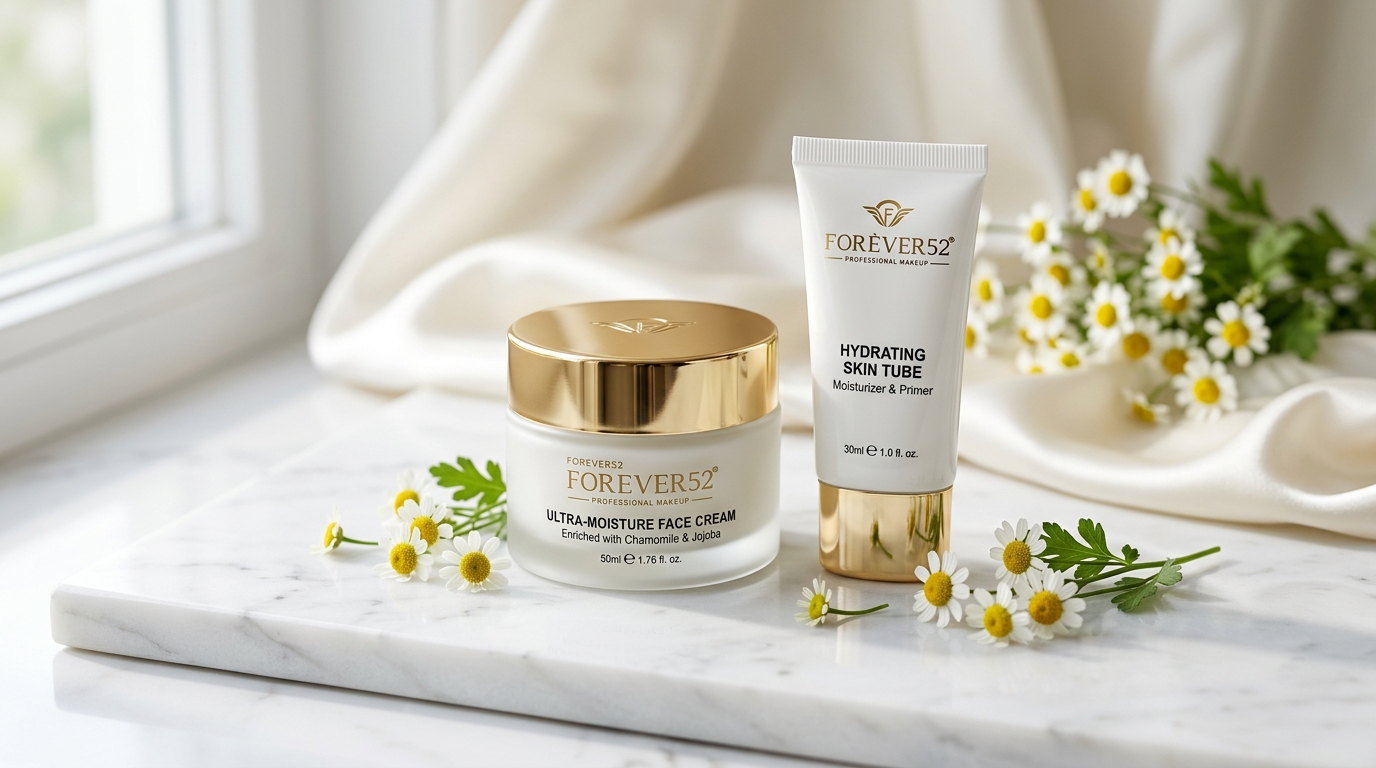 FOREVERS2
FOREVER52®
PROFESSIONAL MAKEUP
ULTRA-MOISTURE FACE CREAM
Enriched with Chamomile & Jojoba
50ml ℮ 1.76 fl. oz.
F
FORÈVER52®
PROFESSIONAL MAKEUP
HYDRATING
SKIN TUBE
Moisturizer & Primer
30ml ℮ 1.0 fl. oz.